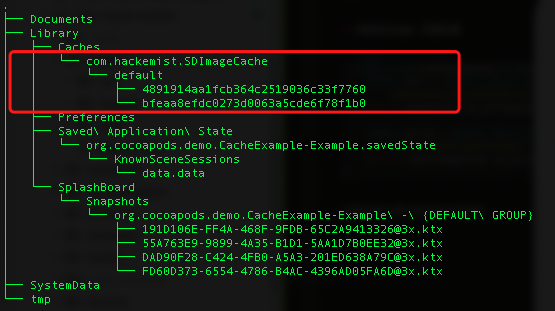 .
├── Documents
├── Library
│   ├── Caches
│   │   └── com.hackemist.SDImageCache
│   │       └── default
│   │           ├── 4891914aa1fcb364c2519036c33f7760
│   │           └── bfeaa8efdc0273d0063a5cde6f78f1b0
│   ├── Preferences
│   ├── Saved\ Application\ State
│   │   └── org.cocoapods.demo.CacheExample-Example.savedState
│   │       └── KnownSceneSessions
│   │           └── data.data
│   └── SplashBoard
│       └── Snapshots
│           └── org.cocoapods.demo.CacheExample-Example\ -\ {DEFAULT\ GROUP}
│               ├── 191D106E-FF4A-468F-9FDB-65C2A9413326@3x.ktx
│               ├── 55A763E9-9899-4A35-B1D1-5AA1D7B0EE32@3x.ktx
│               ├── DAD90F28-C424-4FB0-A5A3-201ED638A79C@3x.ktx
│               └── FD60D373-6554-4786-B4AC-4396AD05FA6D@3x.ktx
├── SystemData
└── tmp